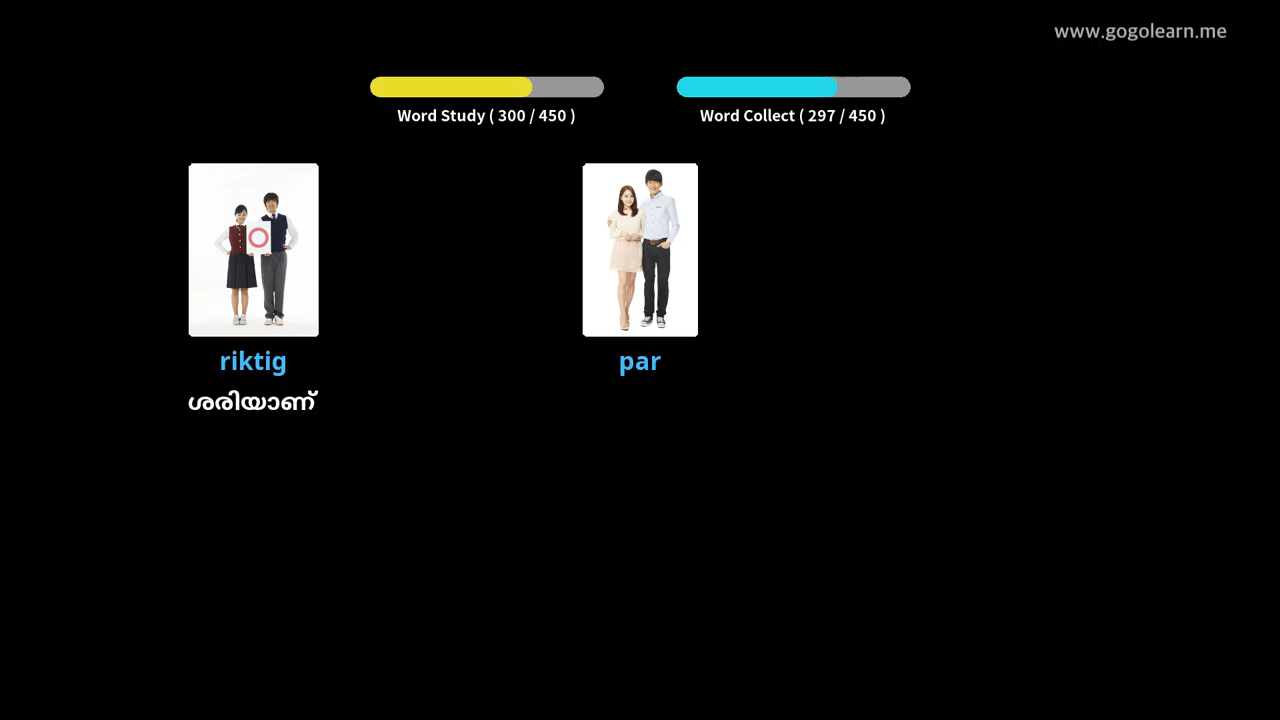 www.gogolearn.me
Word Study ( 300 / 450 )
Word Collect ( 297 / 450 )
riktig
par
ശരിയാണ്